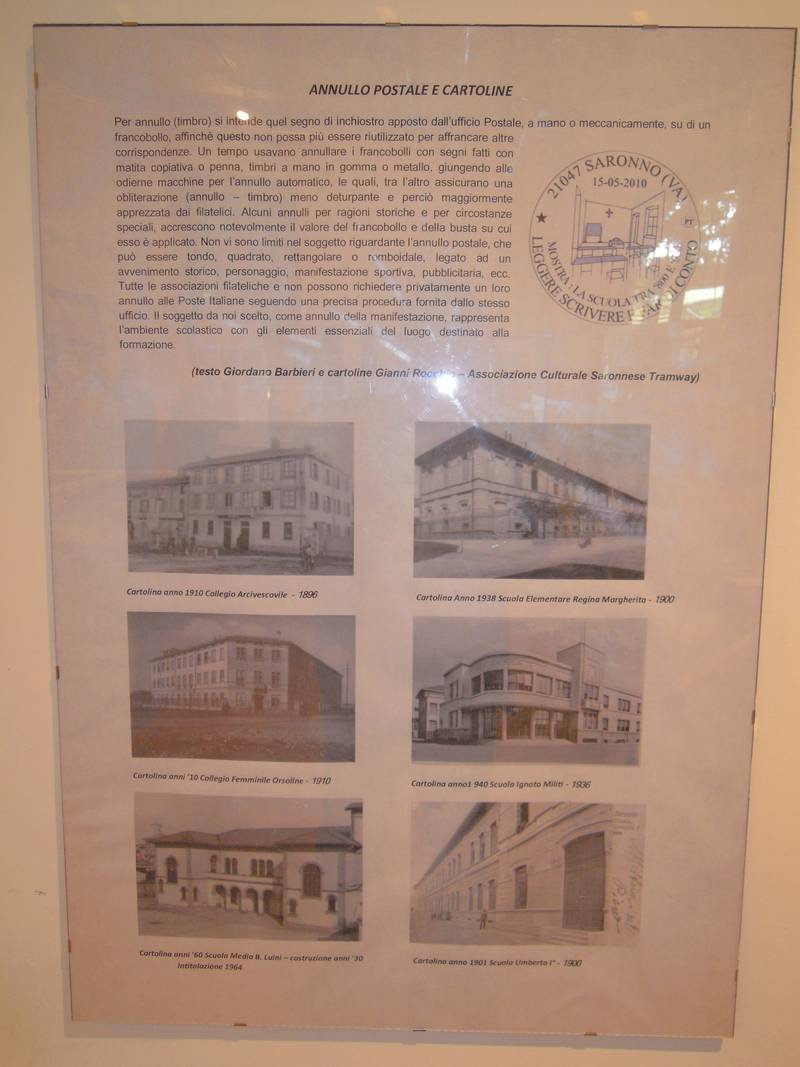 ANNULLO POSTALE E CARTOLINE
Per annullo (timbro) si intende quel segno di inchiostro apposto dall'ufficio Postale, a mano o meccanicamente, su di un
francobollo, affinché questo non possa più essere riutilizzato per affrancare altre
corrispondenze. Un tempo usavano annullare i francobolli con segni fatti con
matita copiativa o penna, timbri a mano in gomma o metallo, giungendo alle
odierne macchine per l'annullo automatico, le quali, tra l'altro assicurano una
obliterazione (annullo – timbro) meno deturpante e perciò maggiormente
apprezzata dai filatelici. Alcuni annulli per ragioni storiche e per circostanze
speciali, accrescono notevolmente il valore del francobollo e della busta su cui
esso è applicato. Non vi sono limiti nel soggetto riguardante l'annullo postale, che
può essere tondo, quadrato, rettangolare o romboidale, legato ad un
avvenimento storico, personaggio, manifestazione sportiva, pubblicitaria, ecc.
Tutte le associazioni filateliche e non possono richiedere privatamente un loro
annullo alle Poste Italiane seguendo una precisa procedura fornita dallo stesso
ufficio. Il soggetto da noi scelto, come annullo della manifestazione, rappresenta
l'ambiente scolastico con gli elementi essenziali del luogo destinato alla
formazione.
21047 SARONNO (VA)
15-05-2010
PT
MOSTRA: LA SCUOLA TRA '800 E
LEGGERE SCRIVERE E FAR DI CONTO
(testo Giordano Barbieri e cartoline Gianni – Associazione Culturale Saronnese Tramway)
Cartolina anno 1910 Collegio Arcivescovile - 1896
Cartolina Anno 1938 Scuola Elementare Regina Margherita - 1900
Cartolina anni '10 Collegio Femminile Orsoline - 1910
Cartolina anno1 940 Scuola Ignoto Militi - 1936
Cartolina anni '60 Scuola Media B. Luini – costruzione anni '30
Intitolazione 1964
Cartolina anno 1901 Scuola Umberto I° - 1900